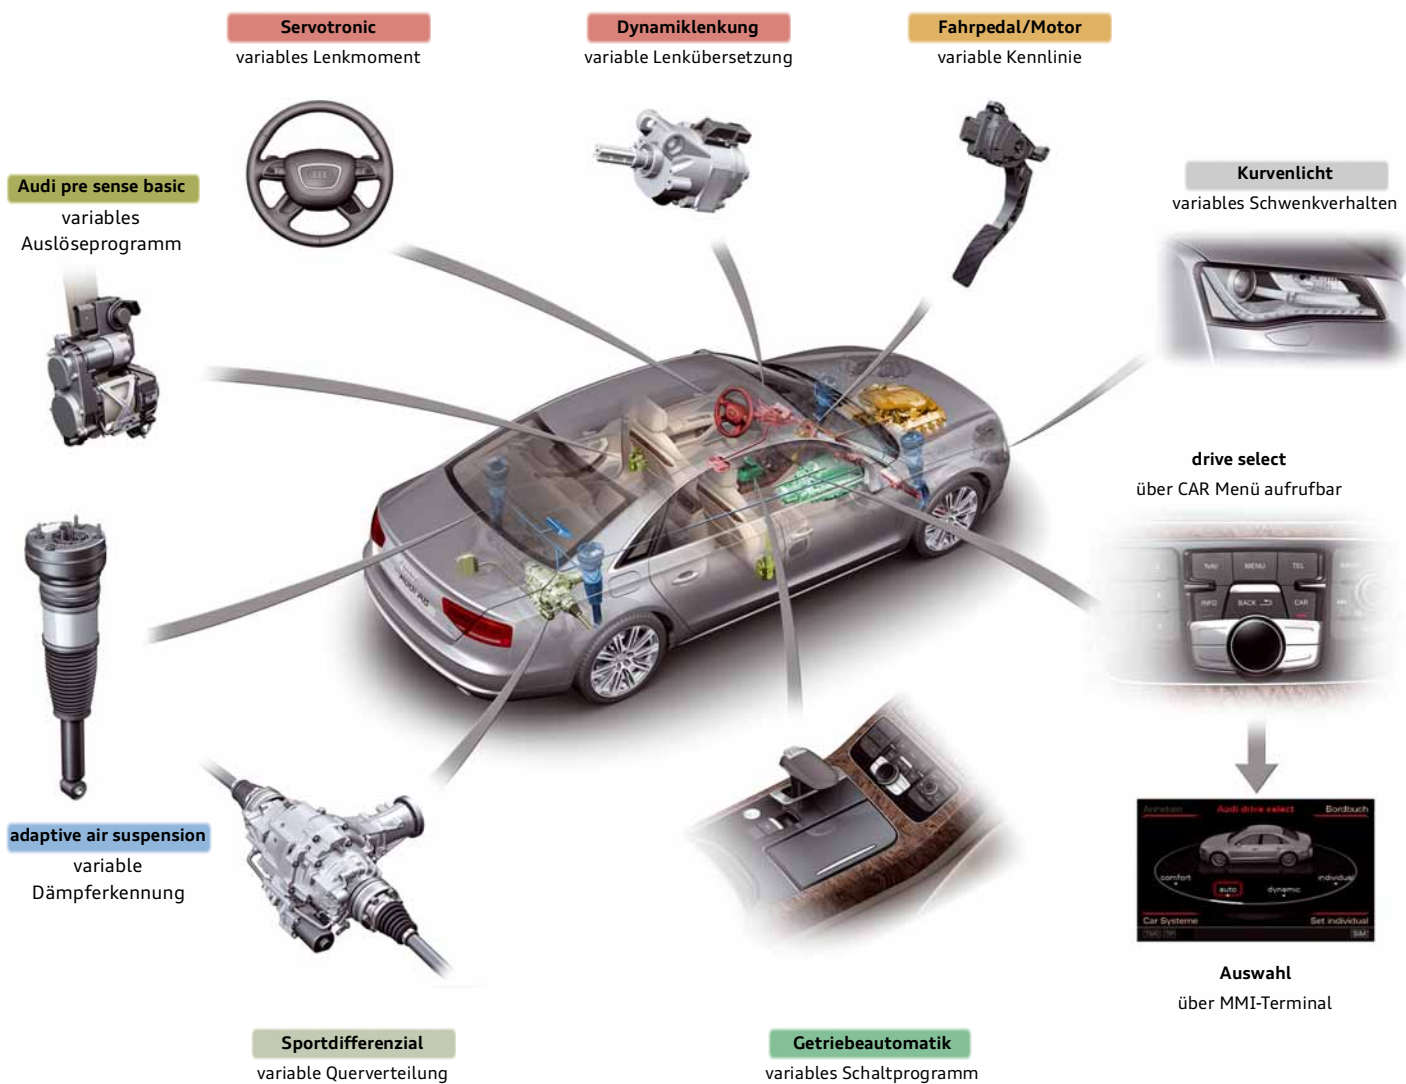 Servotronic
variables Lenkmoment
Dynamiklenkung
variable Lenkübersetzung
Fahrpedal/Motor
variable Kennlinie
Audi pre sense basic
variables
Auslöseprogramm
Kurvenlicht
variables Schwenkverhalten
drive select
über CAR Menü aufrufbar
NAV MENU TEL
INFO BACK CAR
adaptive air suspension
variable
Dämpferkennung
Audi drive select Bordbuch
comfort individual
auto dynamic
Car Systeme Set individual
Auswahl
über MMI-Terminal
Sportdifferenzial
variable Querverteilung
Getriebeautomatik
variables Schaltprogramm